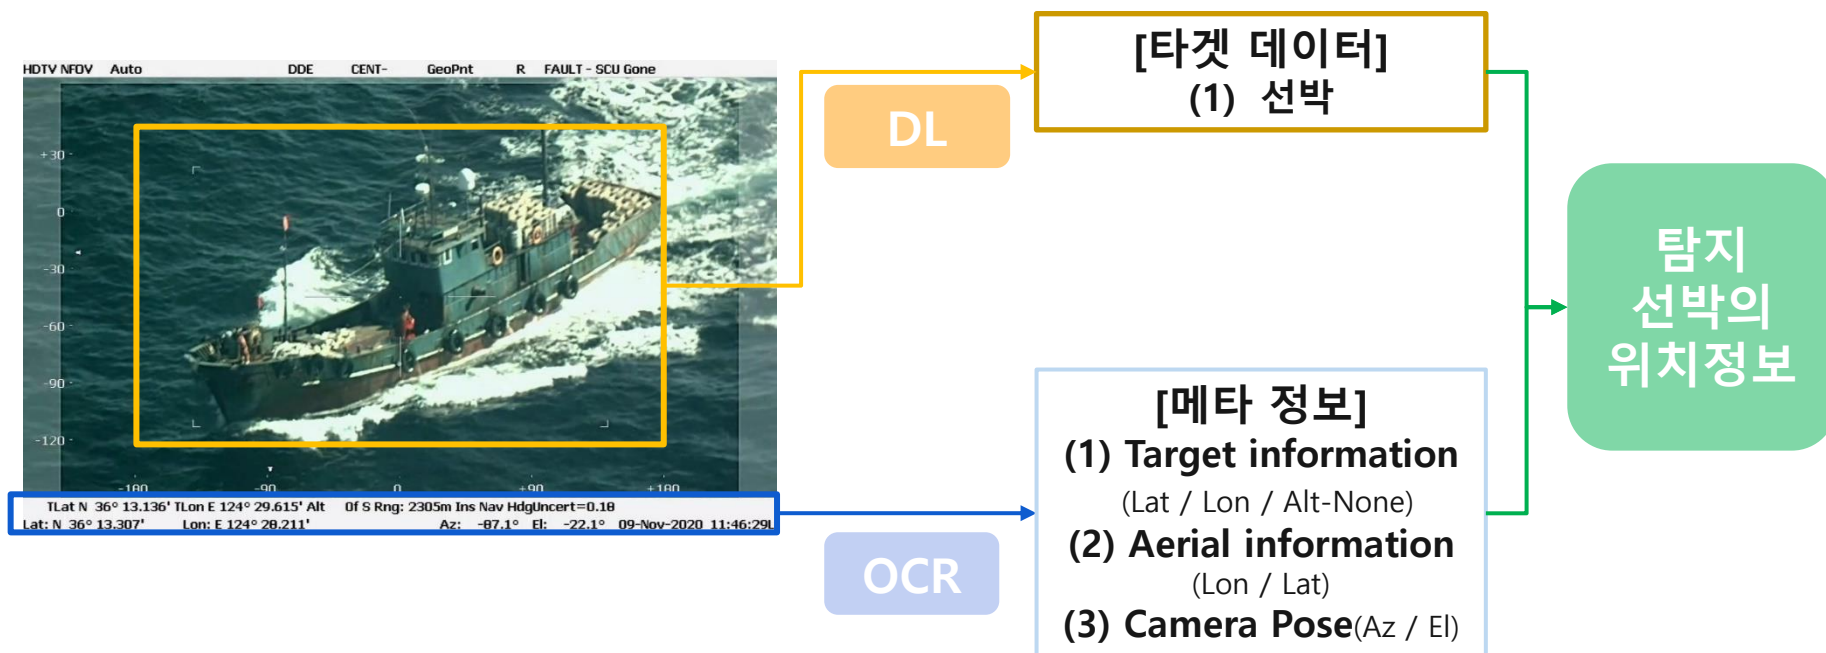 HDTV NFOV Auto DDE CENT- GeoPnt R FAULT - SCU Gone
+30
0
-30
-60
-90
-120
-180 -90 0 +90 +180
TLat N 36° 13.136' TLon E 124° 29.615' Alt 0f S Rng: 2305m Ins Nav HdgUncert=0.18
Lat: N 36° 13.307' Lon: E 124° 28.211' Az: -87.1° El: -22.1° 09-Nov-2020 11:46:29L
DL
OCR
[타겟 데이터]
(1) 선박
[메타 정보]
(1) Target information
(Lat / Lon / Alt-None)
(2) Aerial information
(Lon / Lat)
(3) Camera Pose(Az / El)
탐지
선박의
위치정보